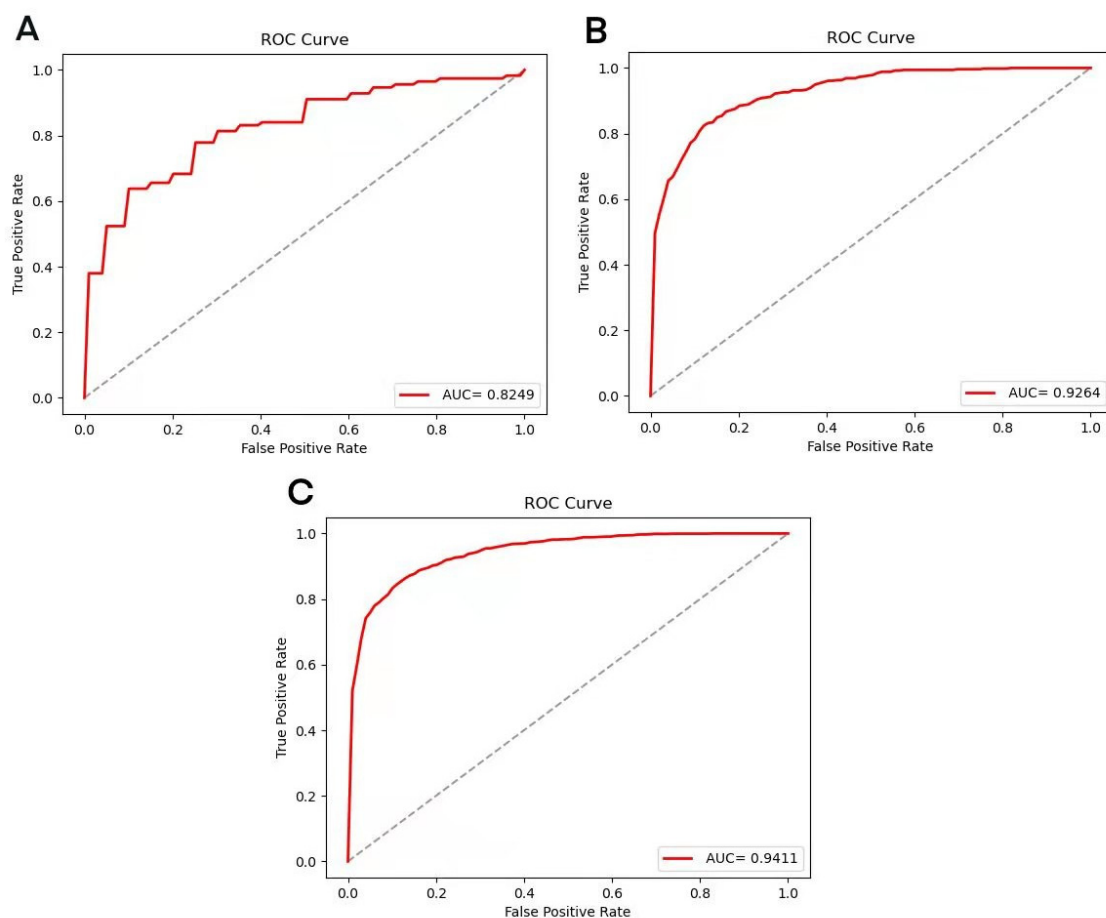 A
ROC Curve
1.0
0.8
0.6
0.4
0.2
0.0
True Positive Rate
AUC= 0.8249
0.0 0.2 0.4 0.6 0.8 1.0
False Positive Rate
B
ROC Curve
1.0
0.8
0.6
0.4
0.2
0.0
True Positive Rate
AUC= 0.9264
0.0 0.2 0.4 0.6 0.8 1.0
False Positive Rate
C
ROC Curve
1.0
0.8
0.6
0.4
0.2
0.0
True Positive Rate
AUC= 0.9411
0.0 0.2 0.4 0.6 0.8 1.0
False Positive Rate